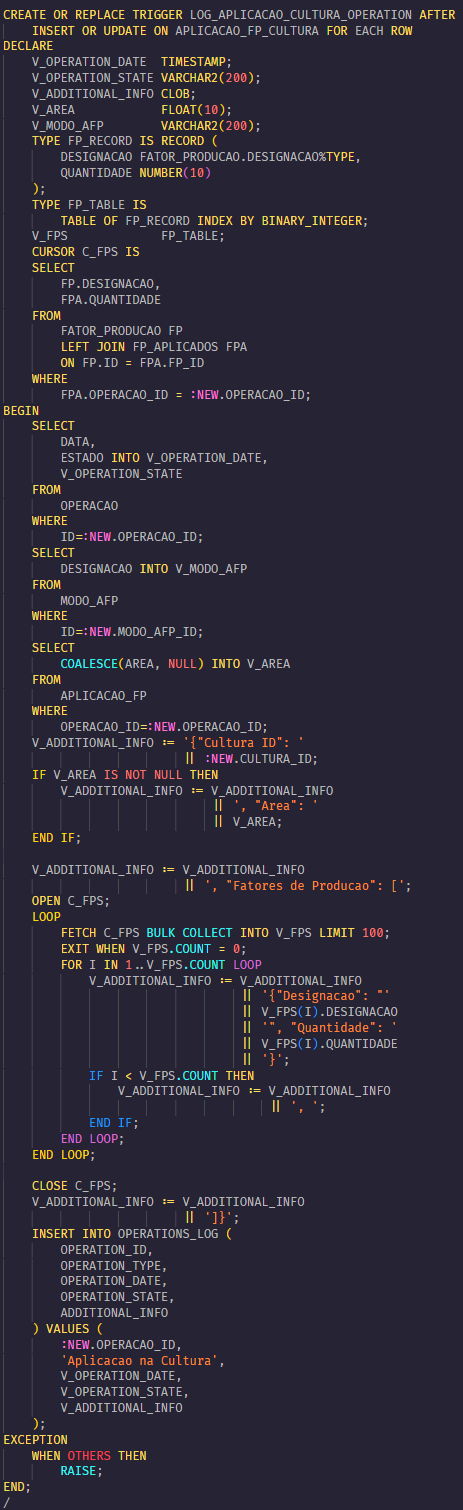 CREATE OR REPLACE TRIGGER LOG_APLICACAO_CULTURA_OPERATION AFTER
    INSERT OR UPDATE ON APLICACAO_FP_CULTURA FOR EACH ROW
DECLARE
    V_OPERATION_DATE  TIMESTAMP;
    V_OPERATION_STATE VARCHAR2(200);
    V_ADDITIONAL_INFO CLOB;
    V_AREA            FLOAT(10);
    V_MODO_AFP        VARCHAR2(200);
    TYPE FP_RECORD IS RECORD (
        DESIGNACAO FATOR_PRODUCAO.DESIGNACAO%TYPE,
        QUANTIDADE NUMBER(10)
    );
    TYPE FP_TABLE IS
        TABLE OF FP_RECORD INDEX BY BINARY_INTEGER;
    V_FPS             FP_TABLE;
    CURSOR C_FPS IS
    SELECT
        FP.DESIGNACAO,
        FPA.QUANTIDADE
    FROM
        FATOR_PRODUCAO FP
        LEFT JOIN FP_APLICADOS FPA
        ON FP.ID = FPA.FP_ID
    WHERE
        FPA.OPERACAO_ID = :NEW.OPERACAO_ID;
BEGIN
    SELECT
        DATA,
        ESTADO INTO V_OPERATION_DATE,
        V_OPERATION_STATE
    FROM
        OPERACAO
    WHERE
        ID=:NEW.OPERACAO_ID;
    SELECT
        DESIGNACAO INTO V_MODO_AFP
    FROM
        MODO_AFP
    WHERE
        ID=:NEW.MODO_AFP_ID;
    SELECT
        COALESCE(AREA, NULL) INTO V_AREA
    FROM
        APLICACAO_FP
    WHERE
        OPERACAO_ID=:NEW.OPERACAO_ID;
    V_ADDITIONAL_INFO := '{"Cultura ID": '
                         || :NEW.CULTURA_ID;
    IF V_AREA IS NOT NULL THEN
        V_ADDITIONAL_INFO := V_ADDITIONAL_INFO
                             || ', "Area": '
                             || V_AREA;
    END IF;

    V_ADDITIONAL_INFO := V_ADDITIONAL_INFO
                         || ', "Fatores de Producao": [';
    OPEN C_FPS;
    LOOP
        FETCH C_FPS BULK COLLECT INTO V_FPS LIMIT 100;
        EXIT WHEN V_FPS.COUNT = 0;
        FOR I IN 1..V_FPS.COUNT LOOP
            V_ADDITIONAL_INFO := V_ADDITIONAL_INFO
                                 || '{"Designacao": "'
                                 || V_FPS(I).DESIGNACAO
                                 || '", "Quantidade": '
                                 || V_FPS(I).QUANTIDADE
                                 || '}';
            IF I < V_FPS.COUNT THEN
                V_ADDITIONAL_INFO := V_ADDITIONAL_INFO
                                     || ', ';
            END IF;
        END LOOP;
    END LOOP;

    CLOSE C_FPS;
    V_ADDITIONAL_INFO := V_ADDITIONAL_INFO
                         || ']}';
    INSERT INTO OPERATIONS_LOG (
        OPERATION_ID,
        OPERATION_TYPE,
        OPERATION_DATE,
        OPERATION_STATE,
        ADDITIONAL_INFO
    ) VALUES (
        :NEW.OPERACAO_ID,
        'Aplicacao na Cultura',
        V_OPERATION_DATE,
        V_OPERATION_STATE,
        V_ADDITIONAL_INFO
    );
EXCEPTION
    WHEN OTHERS THEN
        RAISE;
END;
/